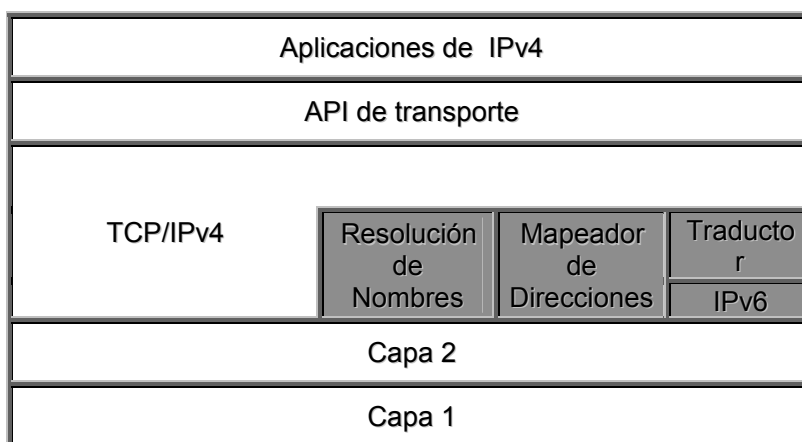 Aplicaciones de IPv4
API de transporte
TCP/IPv4
Resolución
de
Nombres
Mapeador
de
Direcciones
Traducto
r
IPv6
Capa 2
Capa 1